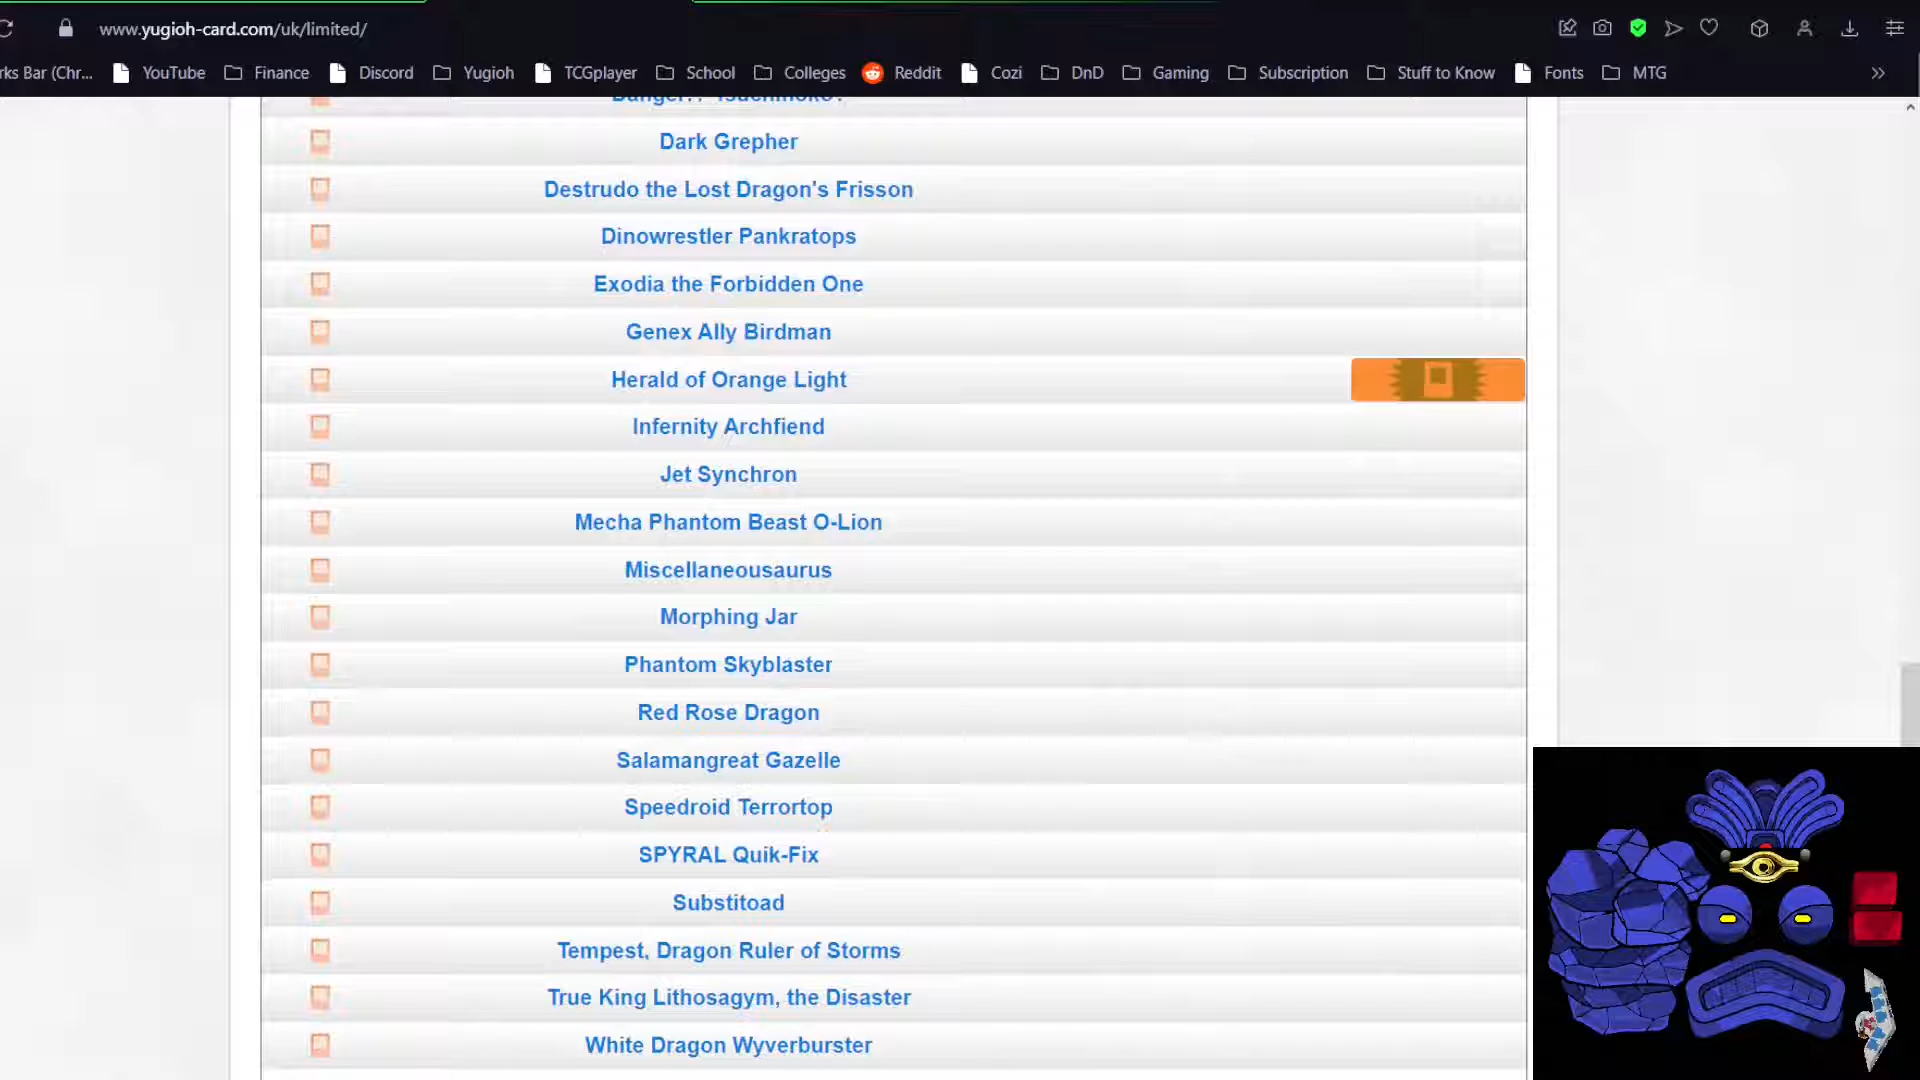 www.yugioh-card.com/uk/limited/
rks Bar (Chr... YouTube Finance Discord Yugioh TCGplayer School Colleges Reddit Cozi DnD Gaming Subscription Stuff to Know Fonts MTG »
Dark Grepher
Destrudo the Lost Dragon's Frisson
Dinowrestler Pankratops
Exodia the Forbidden One
Genex Ally Birdman
Herald of Orange Light
Infernity Archfiend
Jet Synchron
Mecha Phantom Beast O-Lion
Miscellaneousaurus
Morphing Jar
Phantom Skyblaster
Red Rose Dragon
Salamangreat Gazelle
Speedroid Terrortop
SPYRAL Quik-Fix
Substitoad
Tempest, Dragon Ruler of Storms
True King Lithosagym, the Disaster
White Dragon Wyverburster